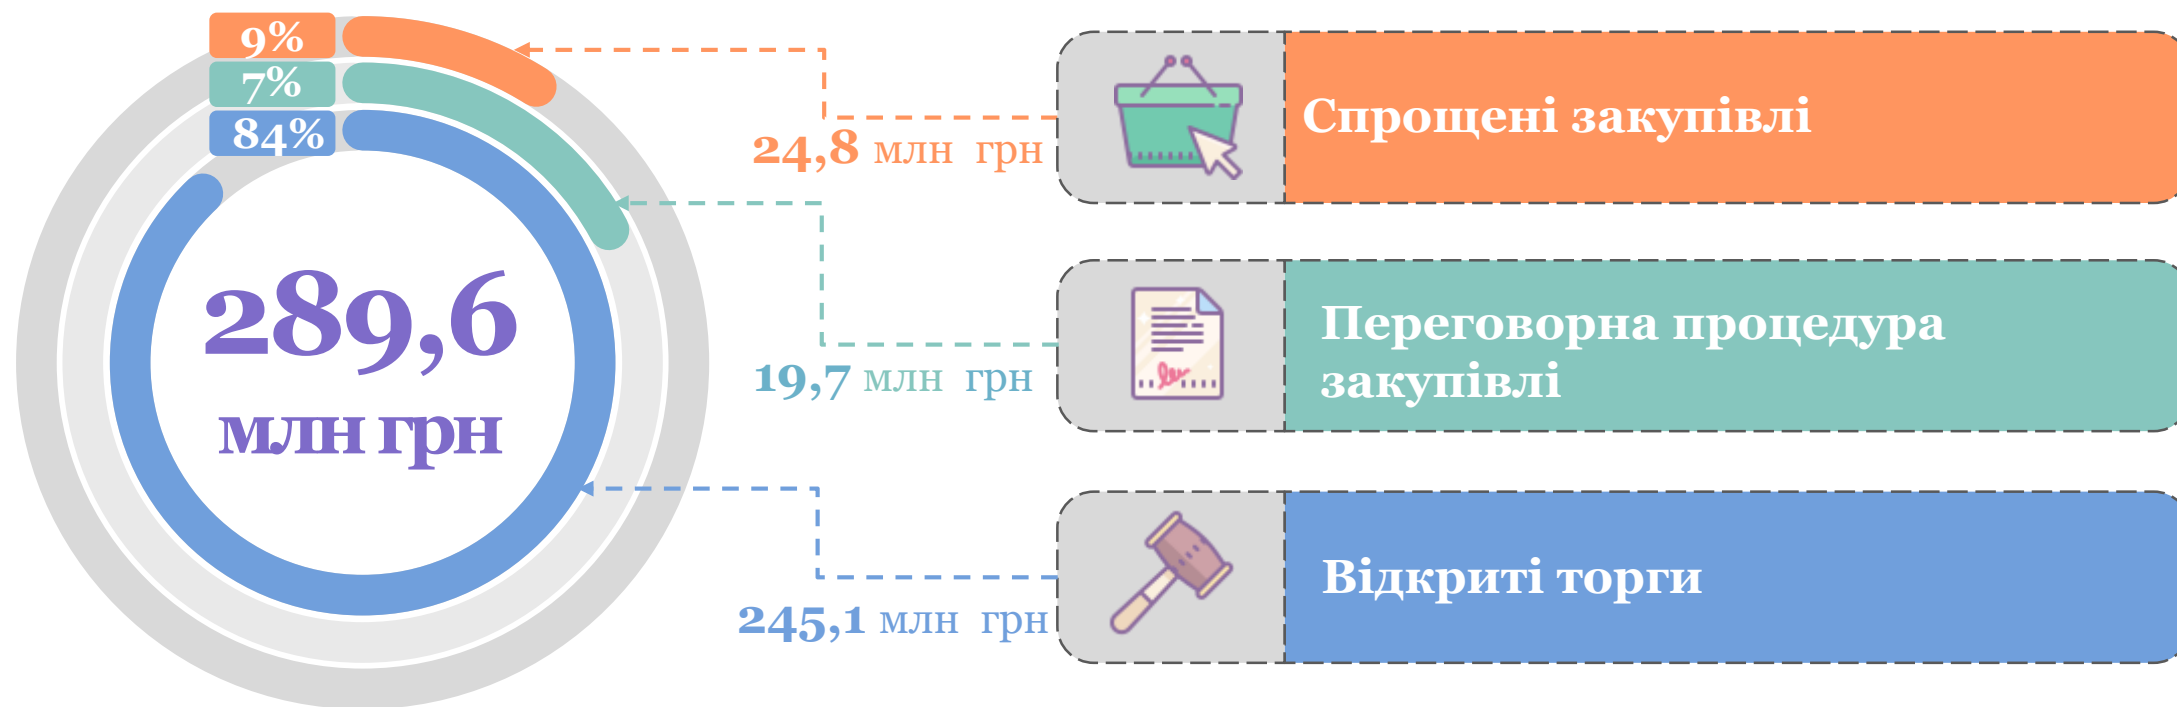 9%
7%
84%
289,6
млн грн
24,8 млн грн
Спрощені закупівлі
19,7 млн грн
Переговорна процедура
закупівлі
245,1 млн грн
Відкриті торги